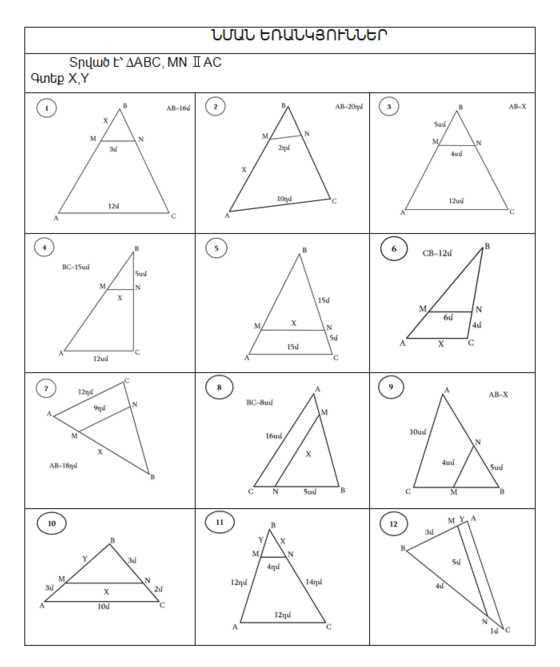 ՆՄԱՆ ԵՌԱՆԿՅՈՒՆՆԵՐ
Տրված է՝ ΔABC, MN II AC
Գտեք X,Y
1
B
AB–16մ
X
M
N
3մ
12մ
A
C
2
B
AB–20դմ
M
N
2դմ
X
10դմ
C
A
3
B
AB–X
5սմ
M
N
4սմ
12սմ
A
C
4
B
BC–15սմ
5սմ
M
N
X
A
C
12սմ
5
B
15սմ
M
X
N
5մ
15մ
A
C
6
B
CB–12մ
M
N
6մ
4մ
A
X
C
7
C
12դմ
9դմ
N
A
M
X
AB–18դմ
B
8
A
BC–8սմ
M
16սմ
X
C
N
5սմ
B
9
A
AB–X
10սմ
N
4սմ
5սմ
C
M
B
10
B
Y
3մ
M
N
3մ
X
2մ
A
10մ
C
11
B
Y
X
M
N
4դմ
12դմ
14դմ
12դմ
A
C
12
M
Y
A
3մ
B
5մ
4մ
N
1մ
C